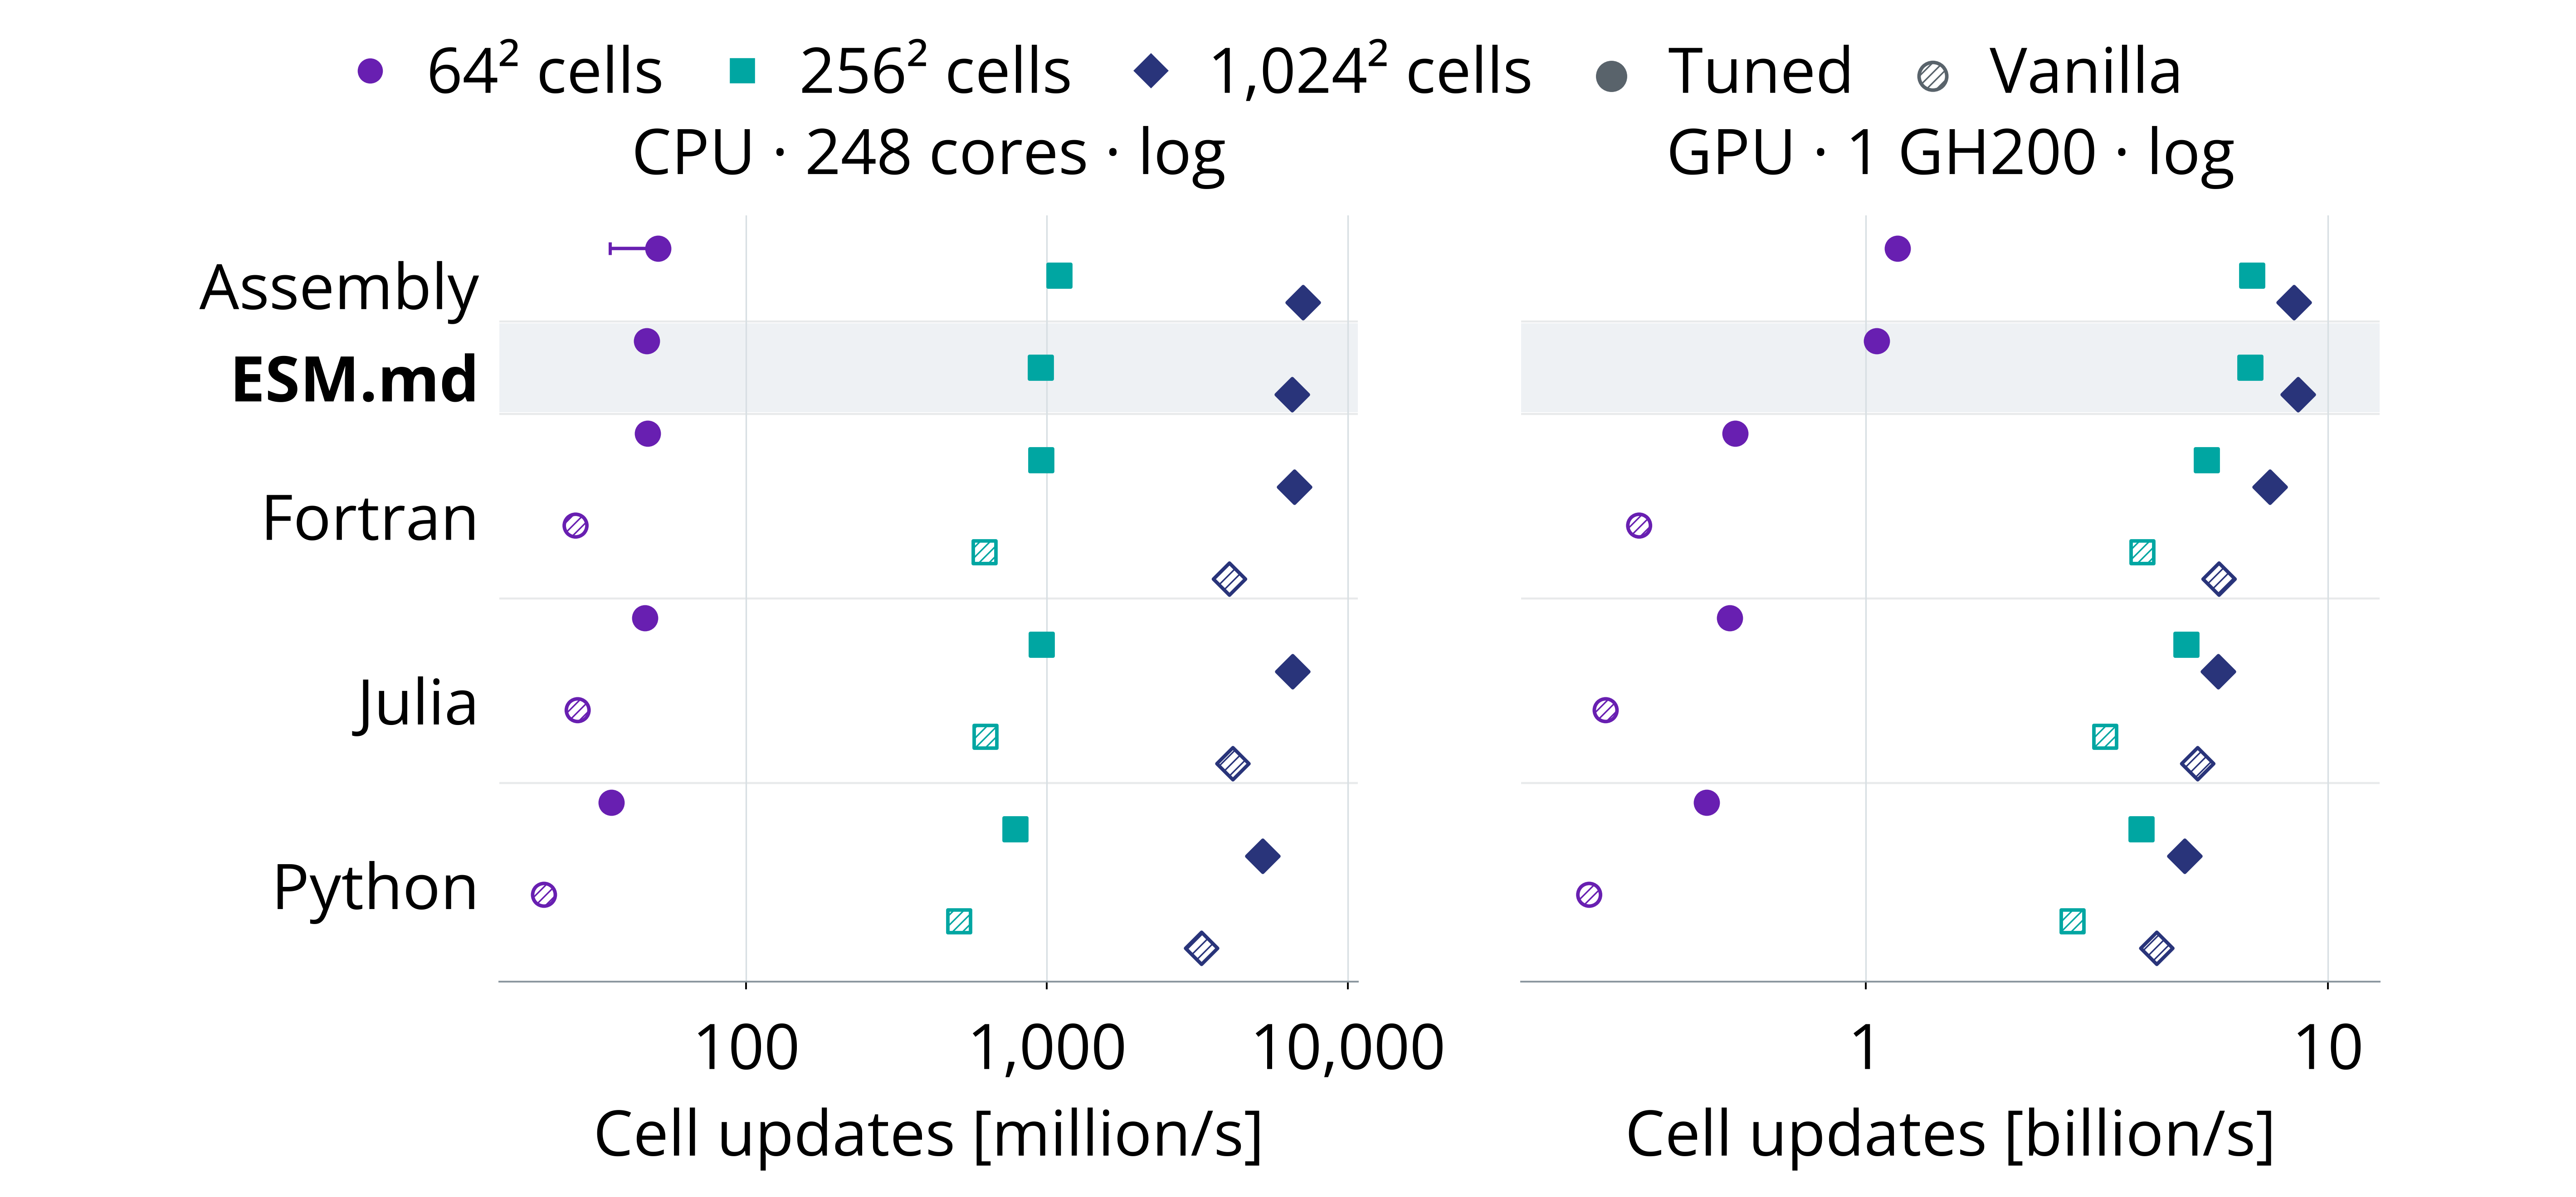 64² cells 256² cells 1,024² cells Tuned Vanilla
CPU · 248 cores · log
GPU · 1 GH200 · log
Assembly
ESM.md
Fortran
Julia
Python
100 1,000 10,000
1 10
Cell updates [million/s]
Cell updates [billion/s]